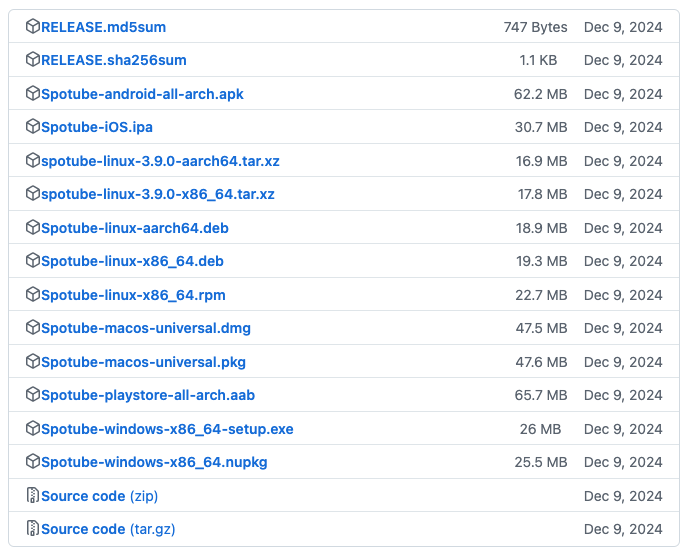 RELEASE.md5sum 747 Bytes Dec 9, 2024
RELEASE.sha256sum 1.1 KB Dec 9, 2024
Spotube-android-all-arch.apk 62.2 MB Dec 9, 2024
Spotube-iOS.ipa 30.7 MB Dec 9, 2024
spotube-linux-3.9.0-aarch64.tar.xz 16.9 MB Dec 9, 2024
spotube-linux-3.9.0-x86_64.tar.xz 17.8 MB Dec 9, 2024
Spotube-linux-aarch64.deb 18.9 MB Dec 9, 2024
Spotube-linux-x86_64.deb 19.3 MB Dec 9, 2024
Spotube-linux-x86_64.rpm 22.7 MB Dec 9, 2024
Spotube-macos-universal.dmg 47.5 MB Dec 9, 2024
Spotube-macos-universal.pkg 47.6 MB Dec 9, 2024
Spotube-playstore-all-arch.aab 65.7 MB Dec 9, 2024
Spotube-windows-x86_64-setup.exe 26 MB Dec 9, 2024
Spotube-windows-x86_64.nupkg 25.5 MB Dec 9, 2024
Source code (zip) Dec 9, 2024
Source code (tar.gz) Dec 9, 2024